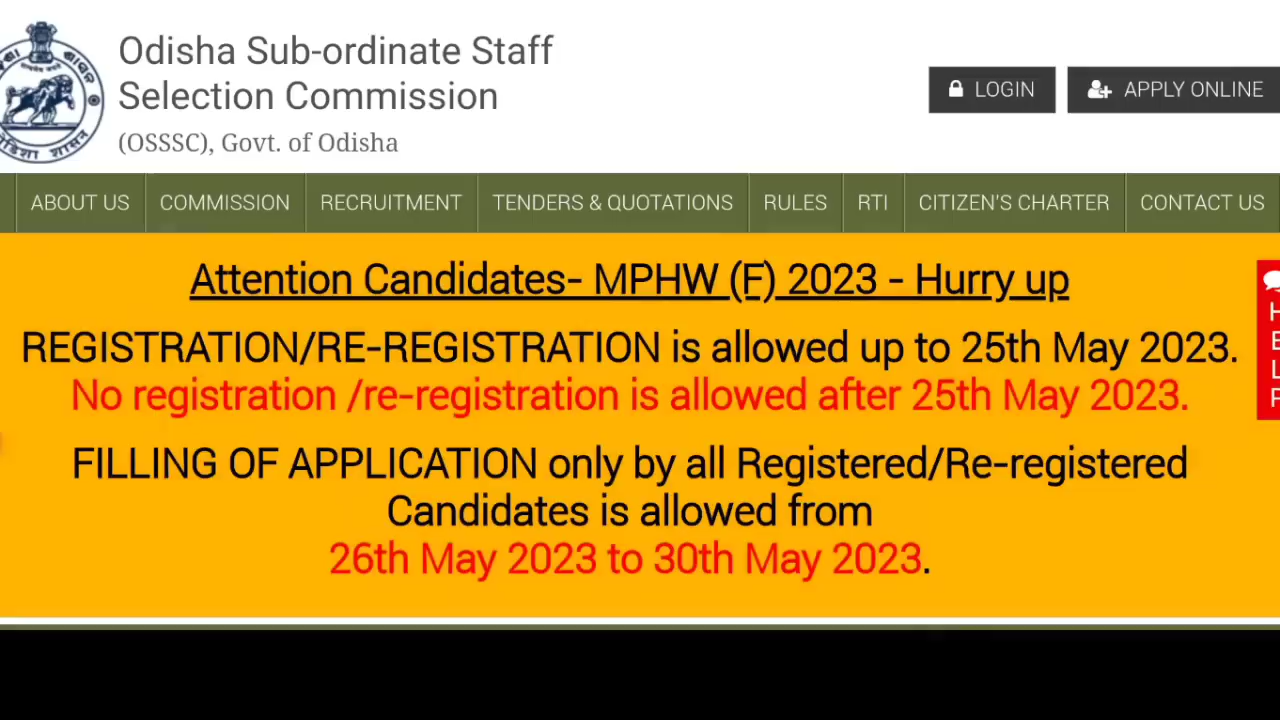 Odisha Sub-ordinate Staff
Selection Commission
(OSSSC), Govt. of Odisha
LOGIN
APPLY ONLINE
ABOUT US
COMMISSION
RECRUITMENT
TENDERS & QUOTATIONS
RULES
RTI
CITIZEN'S CHARTER
CONTACT US
Attention Candidates- MPHW (F) 2023 - Hurry up
REGISTRATION/RE-REGISTRATION is allowed up to 25th May 2023.
No registration /re-registration is allowed after 25th May 2023.
FILLING OF APPLICATION only by all Registered/Re-registered
Candidates is allowed from
26th May 2023 to 30th May 2023.
H
E
L
P